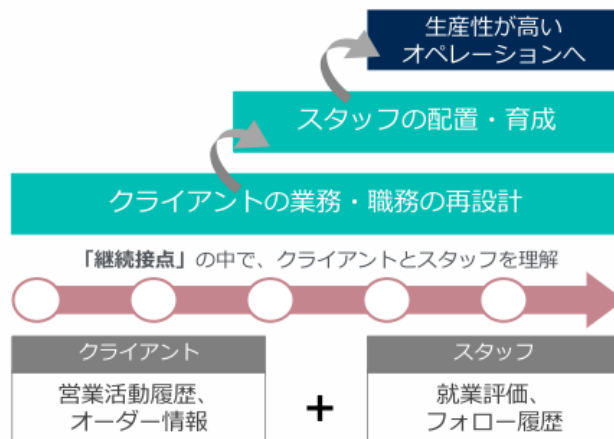 生産性が高い
オペレーションへ
スタッフの配置・育成
クライアントの業務・職務の再設計
「継続接点」の中で、クライアントとスタッフを理解
クライアント
営業活動履歴、
オーダー情報
+
スタッフ
就業評価、
フォロー履歴